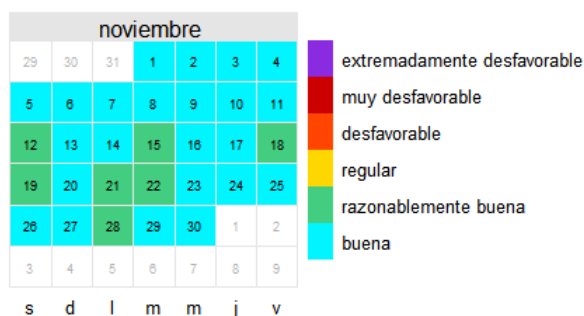 noviembre
29 30 31 1 2 3 4
5 6 7 8 9 10 11
12 13 14 15 16 17 18
19 20 21 22 23 24 25
26 27 28 29 30 1 2
3 4 5 6 7 8 9
s d l m m j v
extremadamente desfavorable
muy desfavorable
desfavorable
regular
razonablemente buena
buena